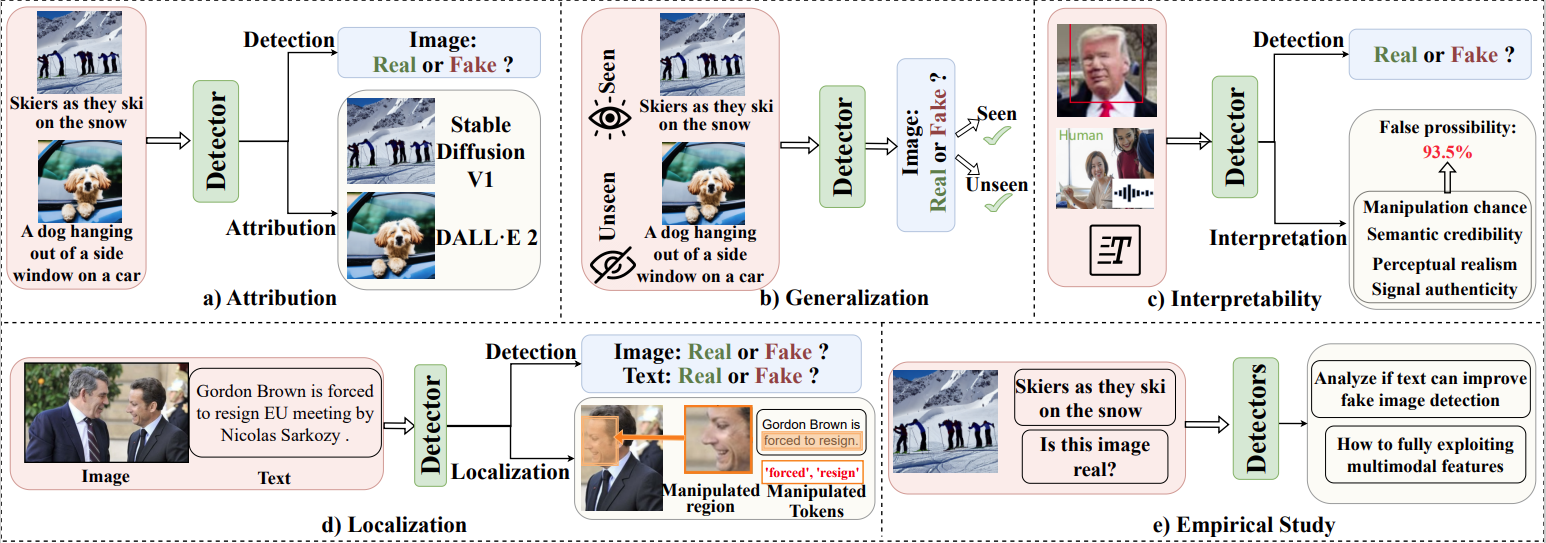 Skiers as they ski
on the snow
A dog hanging
out of a side
window on a car
Detector
Detection
Attribution
Image:
Real or Fake ?
Stable
Diffusion
V1
DALL·E 2
a) Attribution
Seen
Unseen
Skiers as they ski
on the snow
A dog hanging
out of a side
window on a car
Detector
Image:
Real or Fake ?
Seen
Unseen
b) Generalization
Human
T
Detector
Detection
Interpretation
Real or Fake ?
False prossibility:
93.5%
Manipulation chance
Semantic credibility
Perceptual realism
Signal authenticity
c) Interpretability
Gordon Brown is forced
to resign EU meeting by
Nicolas Sarkozy .
Image
Text
Detector
Detection
Localization
Image: Real or Fake ?
Text: Real or Fake ?
Gordon Brown is
forced to resign.
'forced', 'resign'
Manipulated
region
Manipulated
Tokens
d) Localization
Skiers as they ski
on the snow
Is this image
real?
Detectors
Analyze if text can improve
fake image detection
How to fully exploiting
multimodal features
e) Empirical Study